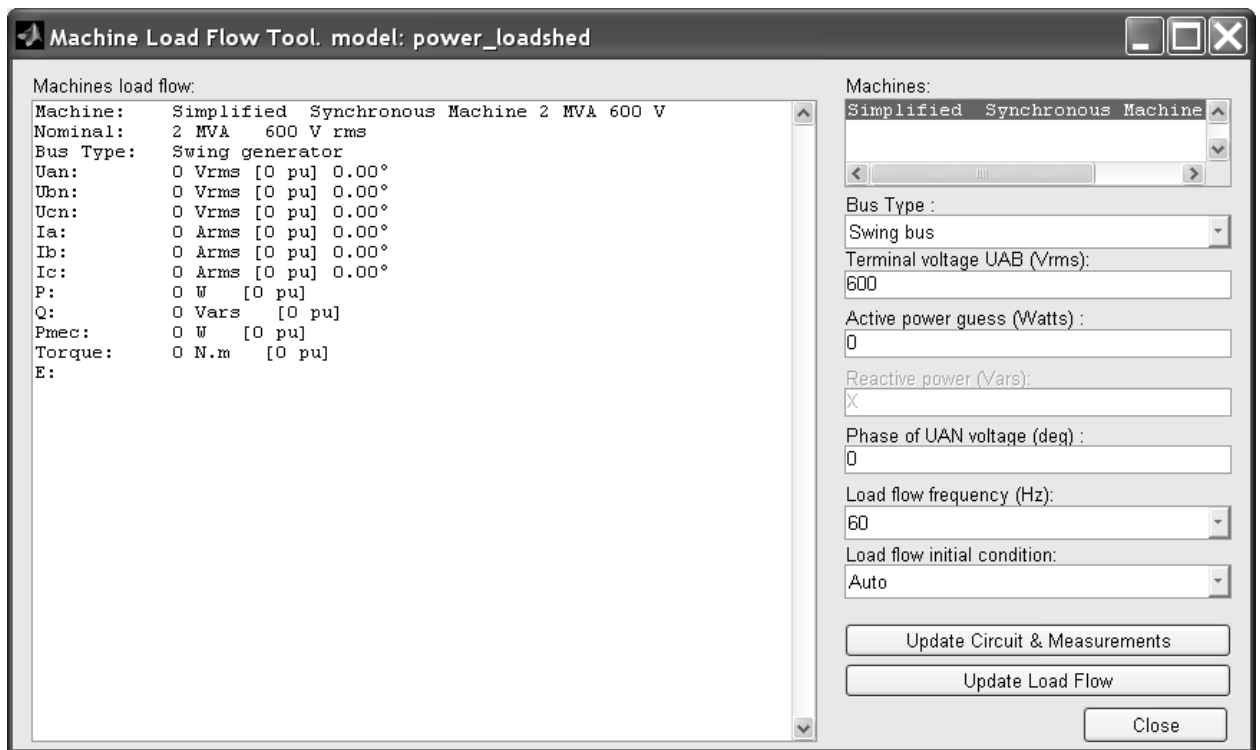 Machine Load Flow Tool. model: power_loadshed
Machines load flow:
Machine: Simplified Synchronous Machine 2 MVA 600 V
Nominal: 2 MVA 600 V rms
Bus Type: Swing generator
Uan: 0 Vrms [0 pu] 0.00°
Ubn: 0 Vrms [0 pu] 0.00°
Ucn: 0 Vrms [0 pu] 0.00°
Ia: 0 Arms [0 pu] 0.00°
Ib: 0 Arms [0 pu] 0.00°
Ic: 0 Arms [0 pu] 0.00°
P: 0 W [0 pu]
Q: 0 Vars [0 pu]
Pmec: 0 W [0 pu]
Torque: 0 N.m [0 pu]
E:
Machines:
Simplified Synchronous Machine
Bus Type :
Swing bus
Terminal voltage UAB (Vrms):
600
Active power guess (Watts) :
0
Reactive power (Vars):
X
Phase of UAN voltage (deg) :
0
Load flow frequency (Hz):
60
Load flow initial condition:
Auto
Update Circuit & Measurements
Update Load Flow
Close